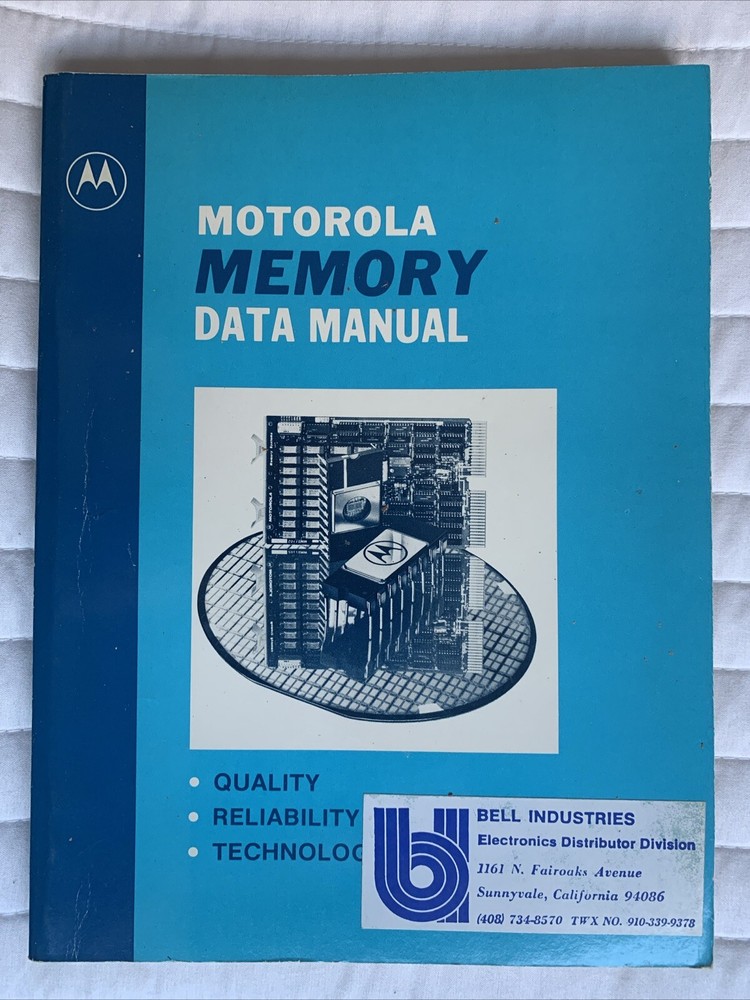 MOTOROLA
MEMORY
DATA MANUAL
MOTOROLA
• QUALITY
• RELIABILITY
• TECHNOLOG
BELL INDUSTRIES
Electronics Distributor Division
1161 N. Fairoaks Avenue
Sunnyvale, California 94086
(408) 734-8570 TWX NO. 910-339-9378